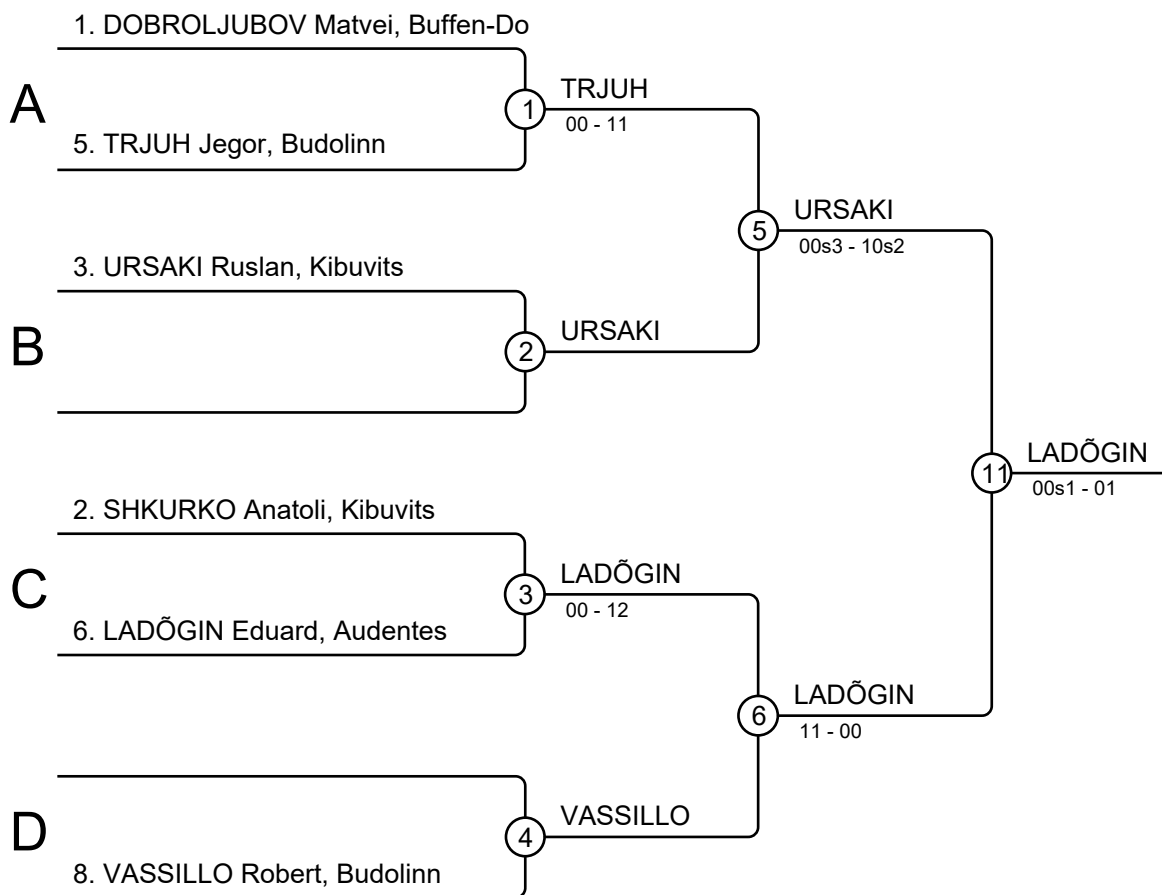 1. DOBROLJUBOV Matvei, Buffen-Do
A
1
TRJUH
00 - 11
5. TRJUH Jegor, Budolinn
5
URSAKI
00s3 - 10s2
3. URSAKI Ruslan, Kibuvits
B
2
URSAKI
11
LADÕGIN
00s1 - 01
2. SHKURKO Anatoli, Kibuvits
C
3
LADÕGIN
00 - 12
6. LADÕGIN Eduard, Audentes
6
LADÕGIN
11 - 00
D
4
VASSILLO
8. VASSILLO Robert, Budolinn